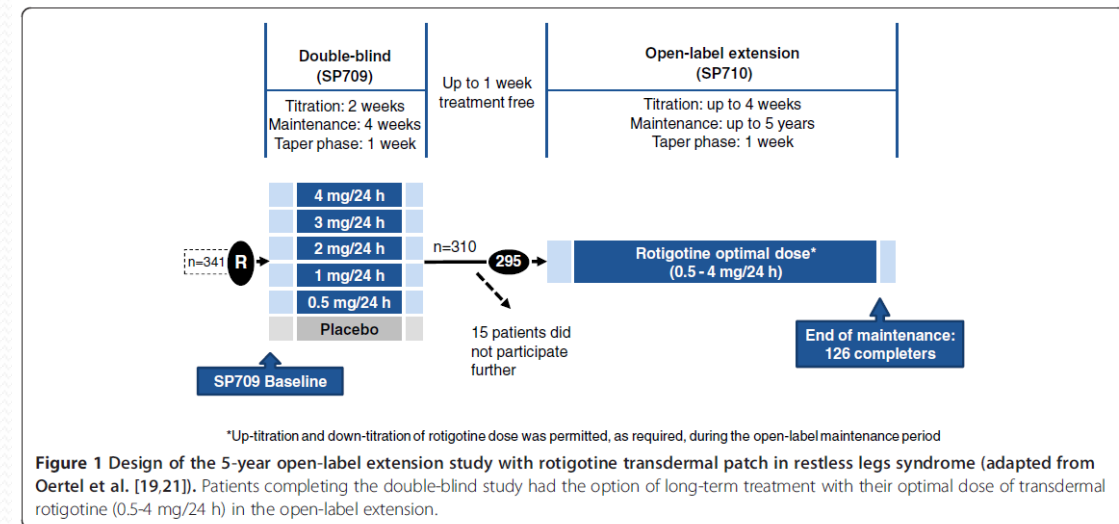 Double-blind
(SP709)
Titration: 2 weeks
Maintenance: 4 weeks
Taper phase: 1 week
Up to 1 week
treatment free
Open-label extension
(SP710)
Titration: up to 4 weeks
Maintenance: up to 5 years
Taper phase: 1 week
n=341
R
4 mg/24 h
3 mg/24 h
2 mg/24 h
1 mg/24 h
0.5 mg/24 h
Placebo
n=310
295
15 patients did
not participate
further
Rotigotine optimal dose*
(0.5 - 4 mg/24 h)
SP709 Baseline
End of maintenance:
126 completers
*Up-titration and down-titration of rotigotine dose was permitted, as required, during the open-label maintenance period
Figure 1 Design of the 5-year open-label extension study with rotigotine transdermal patch in restless legs syndrome (adapted from
Oertel et al. [19,21]). Patients completing the double-blind study had the option of long-term treatment with their optimal dose of transdermal
rotigotine (0.5-4 mg/24 h) in the open-label extension.